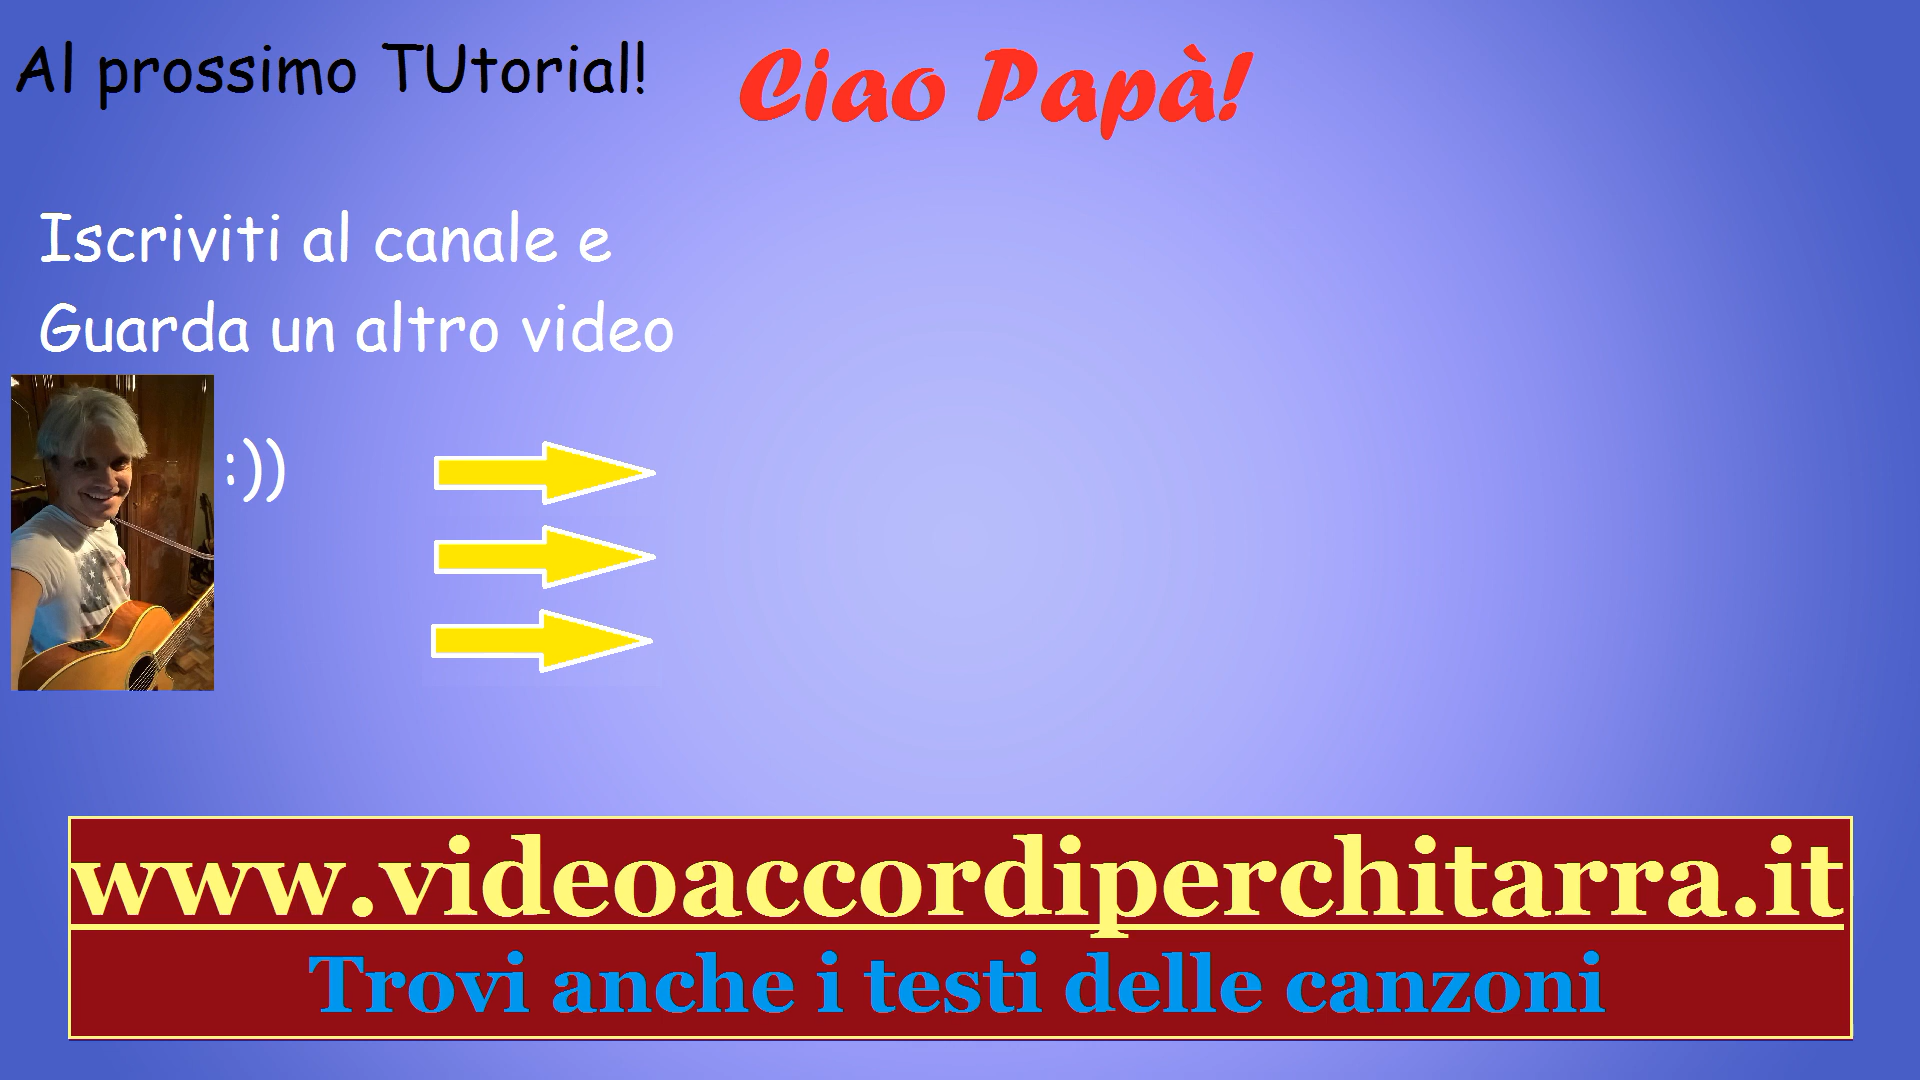 Al prossimo TUtorial!
Ciao Papà!
Iscriviti al canale e
Guarda un altro video
:))
www.videoaccordiperchitarra.it
Trovi anche i testi delle canzoni